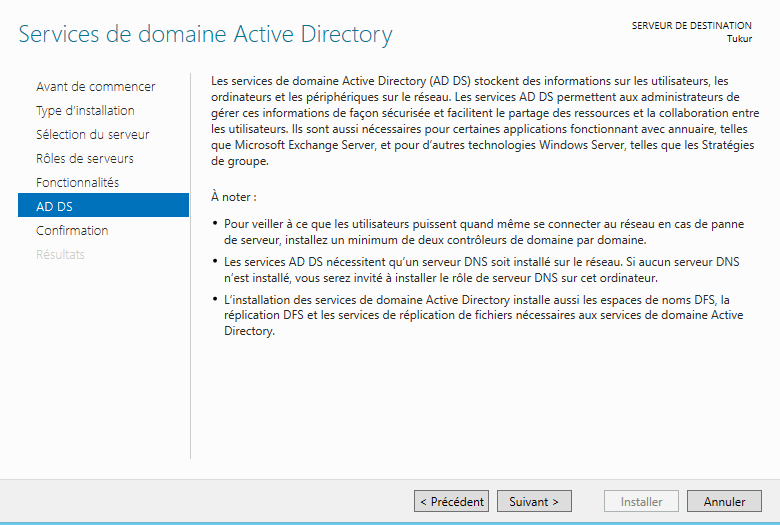 Services de domaine Active Directory
SERVEUR DE DESTINATION
Tukur
Avant de commencer
Type d'installation
Sélection du serveur
Rôles de serveurs
Fonctionnalités
AD DS
Confirmation
Résultats
Les services de domaine Active Directory (AD DS) stockent des informations sur les utilisateurs, les
ordinateurs et les périphériques sur le réseau. Les services AD DS permettent aux administrateurs de
gérer ces informations de façon sécurisée et facilitent le partage des ressources et la collaboration entre
les utilisateurs. Ils sont aussi nécessaires pour certaines applications fonctionnant avec annuaire, telles
que Microsoft Exchange Server, et pour d'autres technologies Windows Server, telles que les Stratégies
de groupe.
À noter :
• Pour veiller à ce que les utilisateurs puissent quand même se connecter au réseau en cas de panne
de serveur, installez un minimum de deux contrôleurs de domaine par domaine.
• Les services AD DS nécessitent qu'un serveur DNS soit installé sur le réseau. Si aucun serveur DNS
n'est installé, vous serez invité à installer le rôle de serveur DNS sur cet ordinateur.
• L'installation des services de domaine Active Directory installe aussi les espaces de noms DFS, la
réplication DFS et les services de réplication de fichiers nécessaires aux services de domaine Active
Directory.
< Précédent
Suivant >
Installer
Annuler